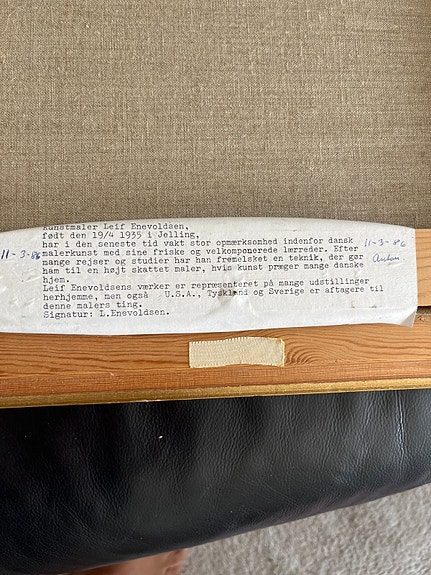 Kunstmaler Leif Enevoldsen,
født den 19/4 1935 i Jelling,
har i den seneste tid vakt stor opmærksomhed indenfor dansk
malerkunst med sine friske og velkomponerede lærreder. Efter
mange rejser og studier har han frømelsket en teknik, der gør
ham til en højt skattet maler, hvis kunst præger mange danske
hjem.
Leif Enevoldsens værker er repræsenteret på mange udstillinger
herhjemme, men også U.S.A., Tyskland og Sverige er aftagere til
denne malers ting.
Signatur: L.Enevoldsen.
11-3-86
11-3-86